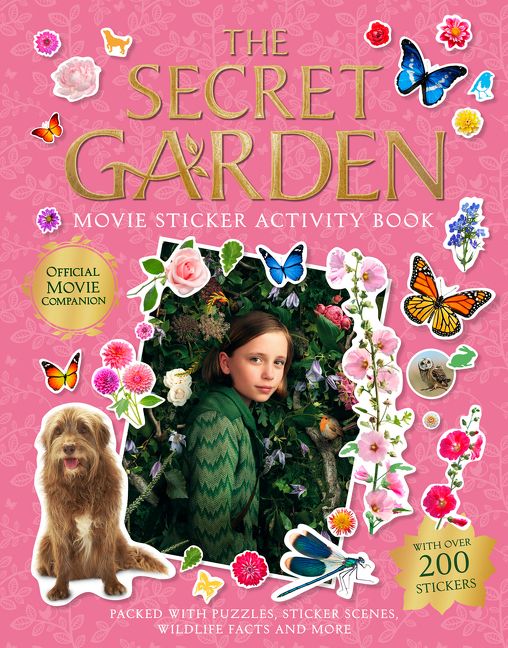 THE
SECRET
GARDEN
MOVIE STICKER ACTIVITY BOOK
OFFICIAL
MOVIE
COMPANION
WITH OVER
200
STICKERS
PACKED WITH PUZZLES, STICKER SCENES,
WILDLIFE FACTS AND MORE